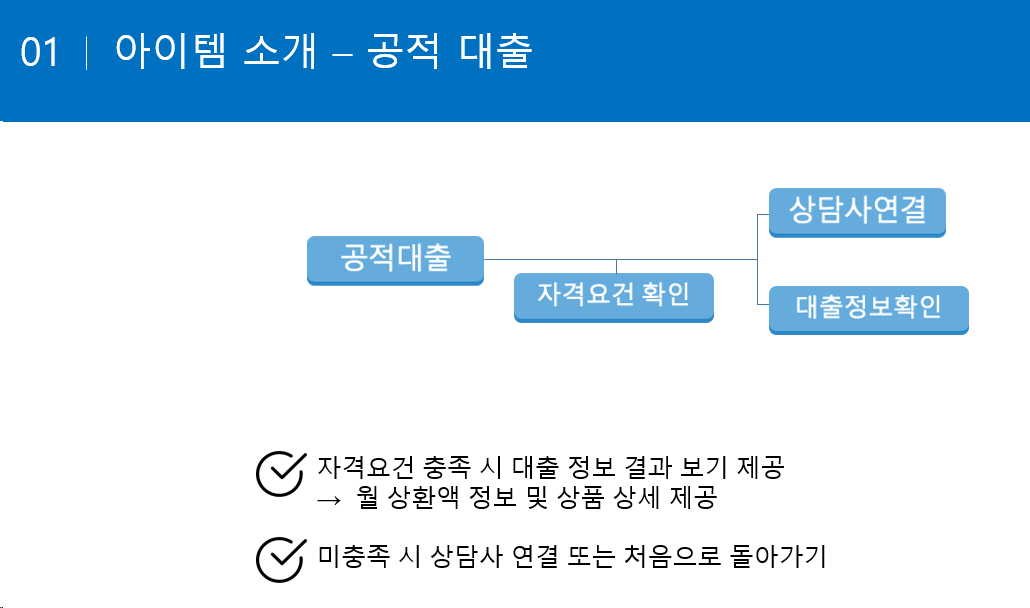 01 | 아이템 소개 – 공적 대출
상담사연결
공적대출
자격요건 확인
대출정보확인
자격요건 충족 시 대출 정보 결과 보기 제공
→ 월 상환액 정보 및 상품 상세 제공
미충족 시 상담사 연결 또는 처음으로 돌아가기